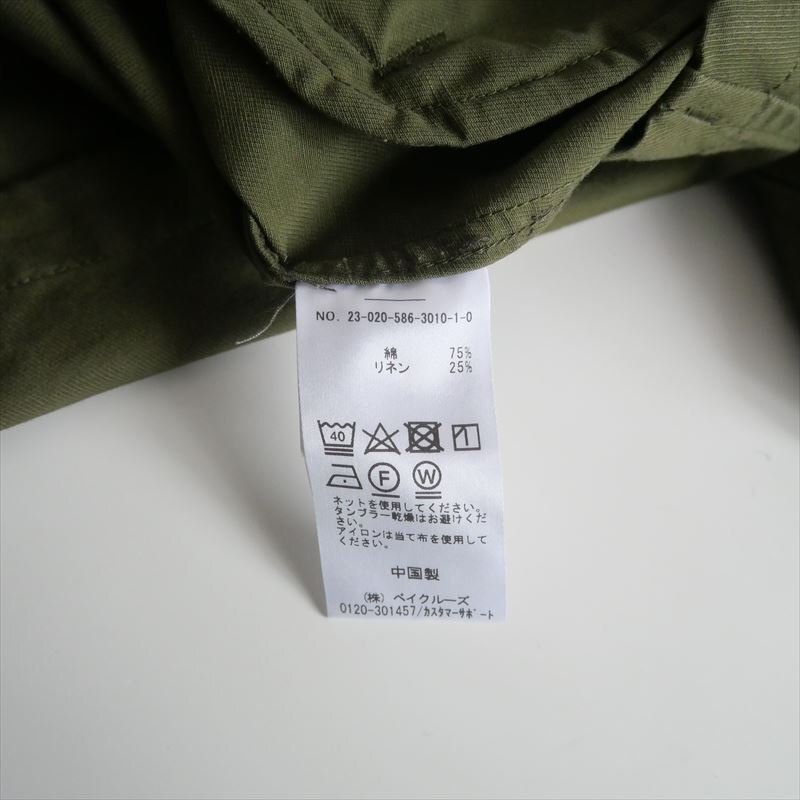 NO. 23-020-586-3010-1-0
綿 75%
リネン 25%
40
F W
ネットを使用してください。
タンブラー乾燥はお避けくだ
さい。
アイロンは当て布を使用して
ください。
中国製
(株) ベイクルーズ
0120-301457/カスタマーサポート